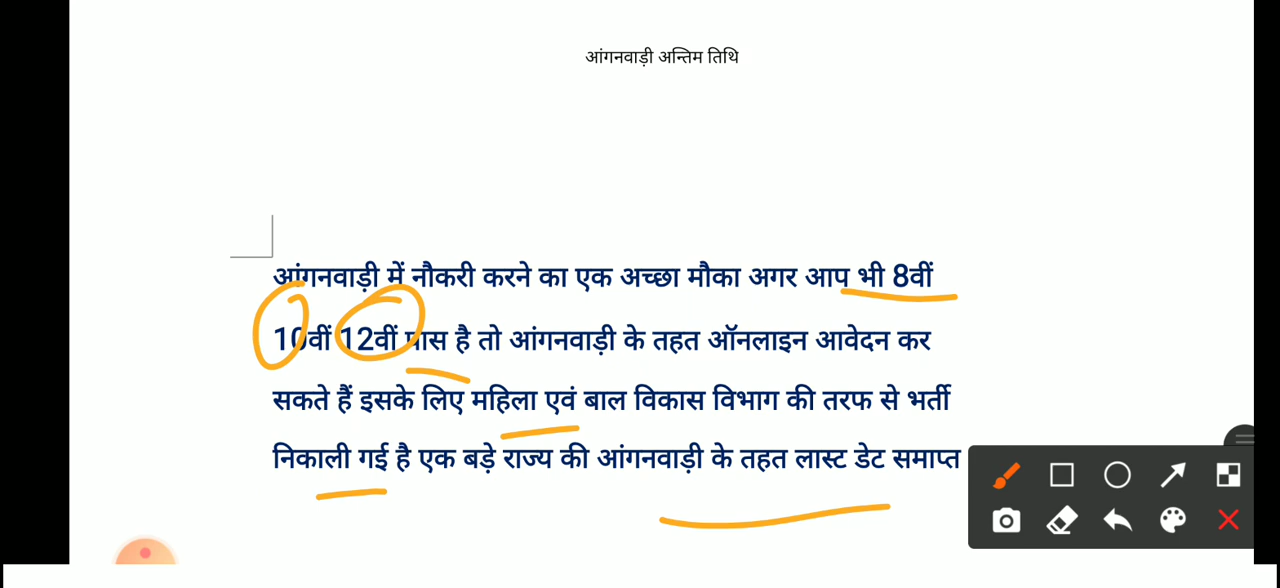 आंगनवाड़ी अन्तिम तिथि
आंगनवाड़ी में नौकरी करने का एक अच्छा मौका अगर आप भी 8वीं
10वीं 12वीं पास है तो आंगनवाड़ी के तहत ऑनलाइन आवेदन कर
सकते हैं इसके लिए महिला एवं बाल विकास विभाग की तरफ से भर्ती
निकाली गई है एक बड़े राज्य की आंगनवाड़ी के तहत लास्ट डेट समाप्त